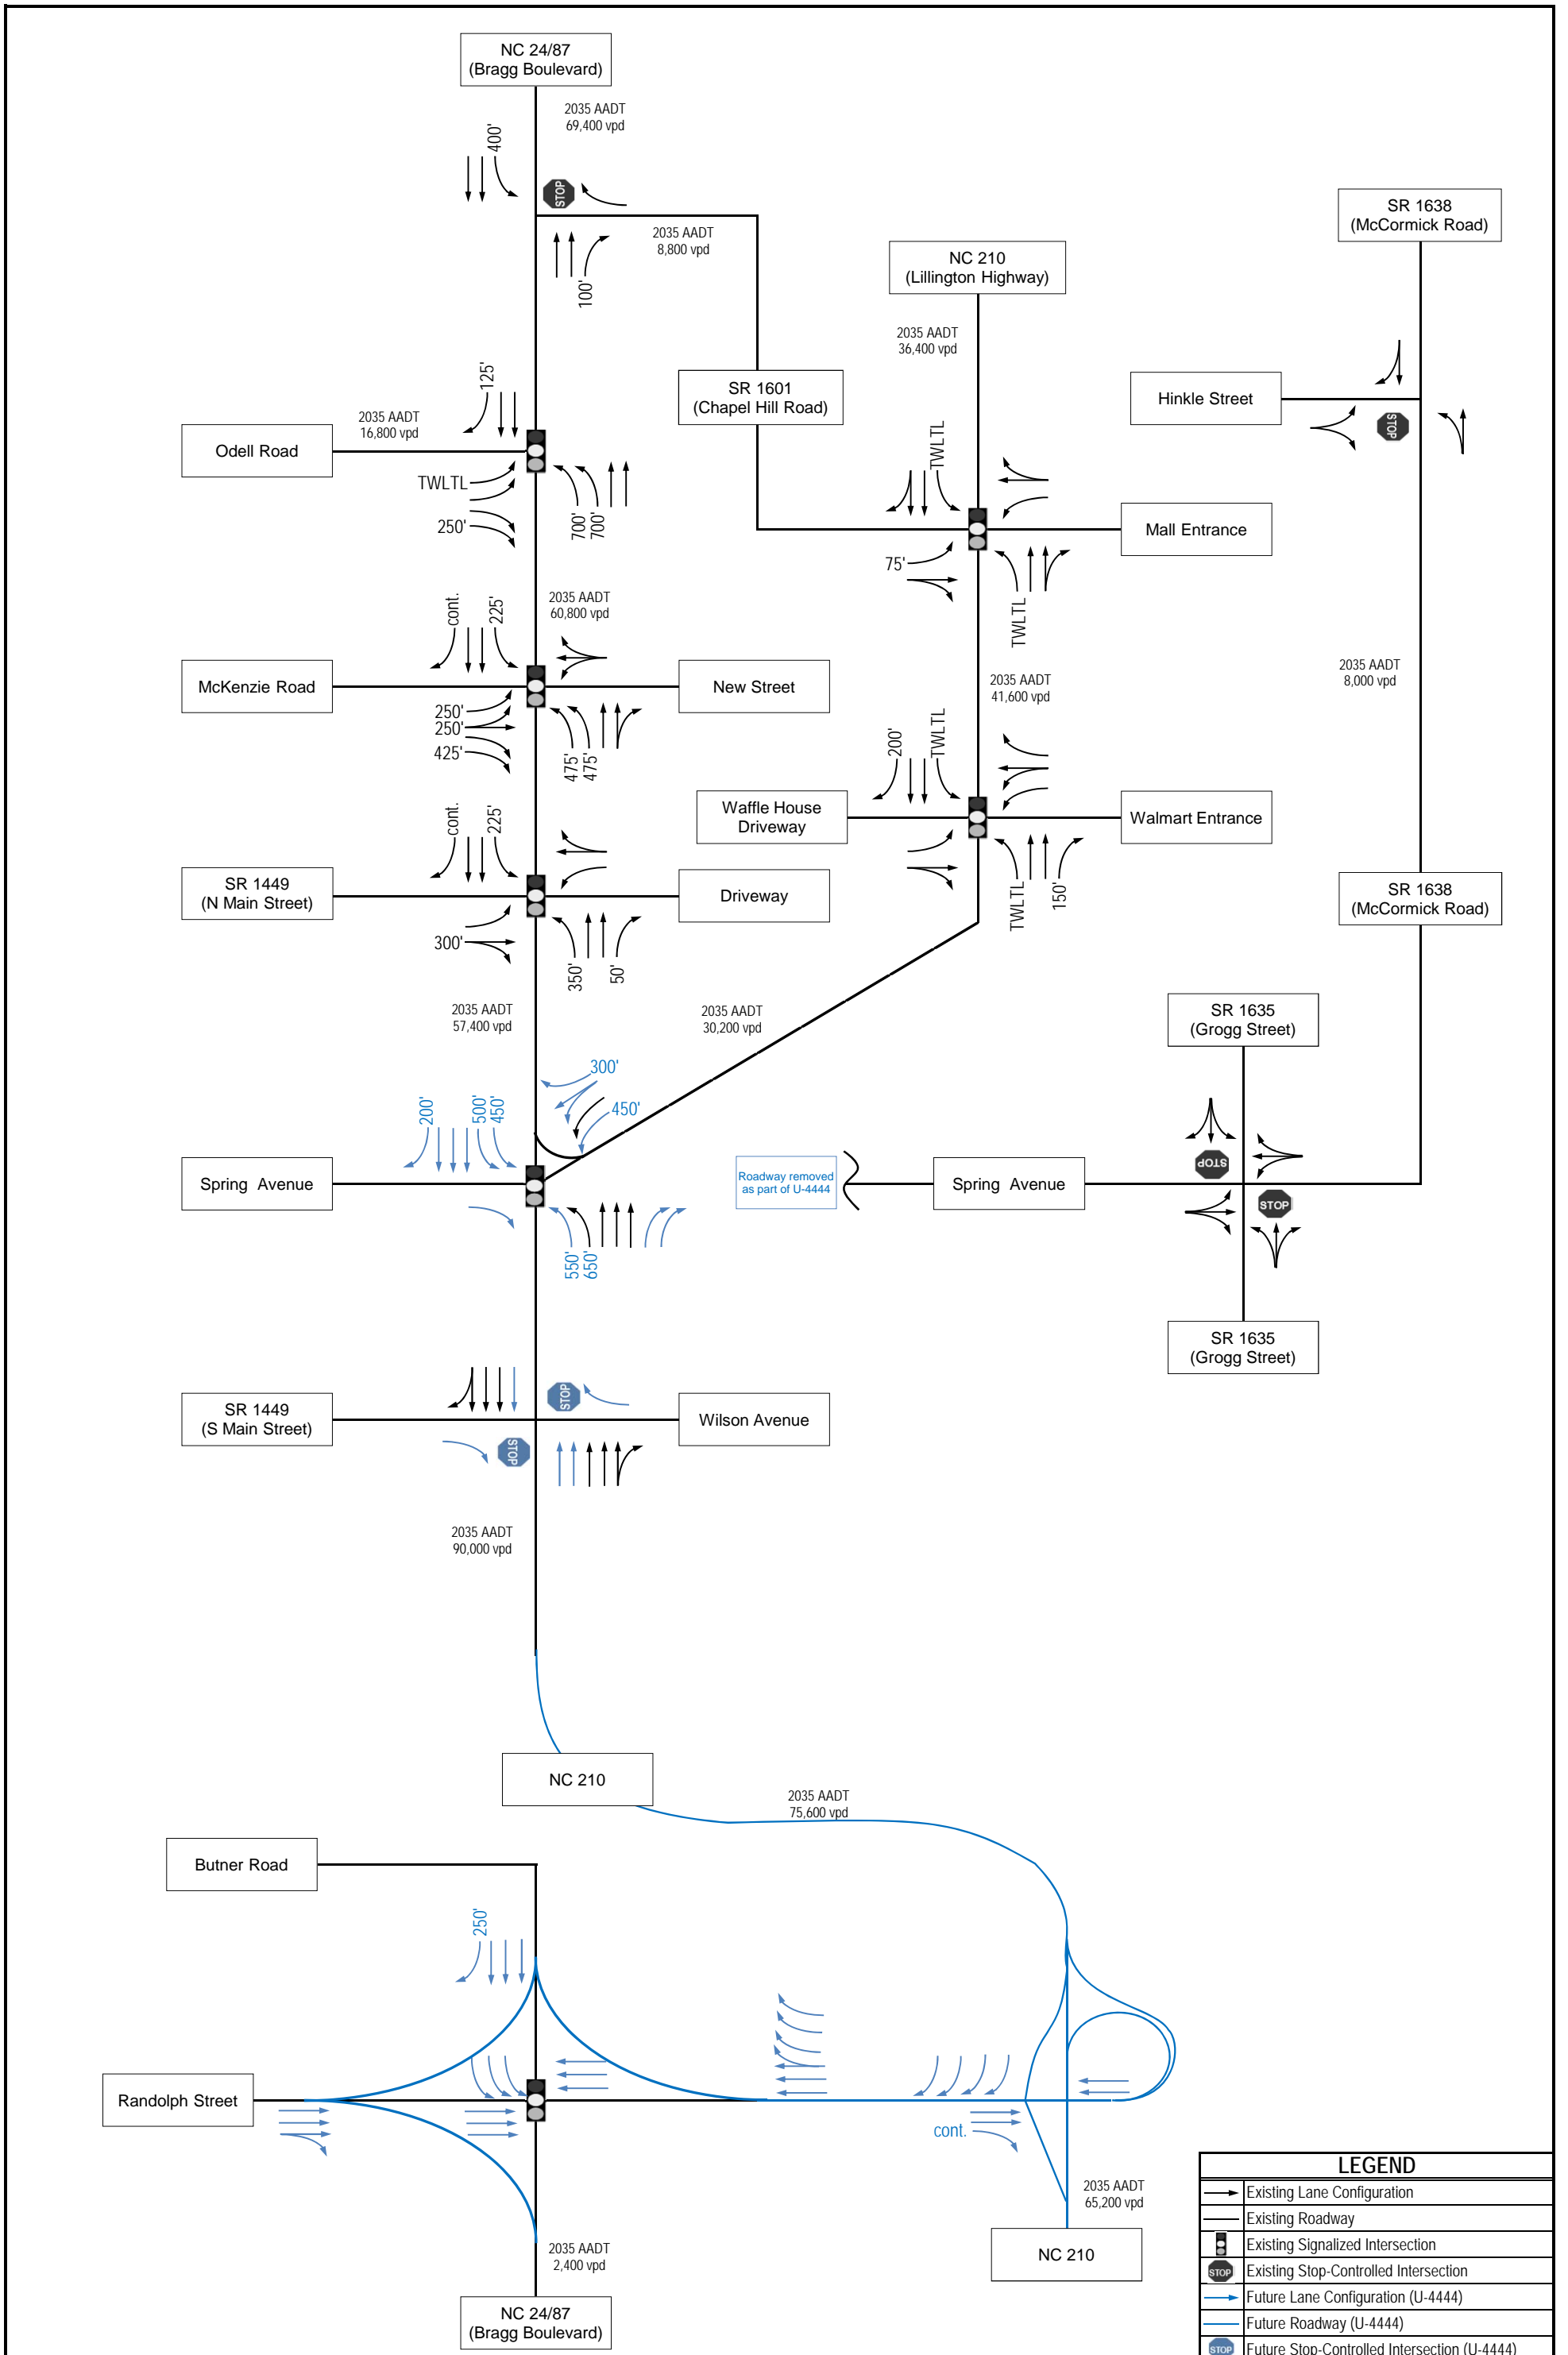 NC 24/87
(Bragg Boulevard)
2035 AADT
69,400 vpd
400'
STOP
2035 AADT
8,800 vpd
100'
SR 1638
(McCormick Road)
NC 210
(Lillington Highway)
2035 AADT
36,400 vpd
125'
2035 AADT
16,800 vpd
Odell Road
TWLTL
250'
700'
700'
SR 1601
(Chapel Hill Road)
Hinkle Street
STOP
TWLTL
Mall Entrance
75'
TWLTL
cont.
225'
2035 AADT
60,800 vpd
McKenzie Road
New Street
250'
250'
425'
475'
475'
2035 AADT
41,600 vpd
2035 AADT
8,000 vpd
200'
TWLTL
Waffle House
Driveway
Walmart Entrance
TWLTL
150'
cont.
225'
SR 1449
(N Main Street)
Driveway
300'
350'
50'
SR 1638
(McCormick Road)
2035 AADT
57,400 vpd
2035 AADT
30,200 vpd
SR 1635
(Grogg Street)
300'
450'
200'
500'
450'
Spring Avenue
550'
650'
Roadway removed
as part of U-4444
Spring Avenue
STOP
STOP
SR 1635
(Grogg Street)
SR 1449
(S Main Street)
STOP
STOP
Wilson Avenue
2035 AADT
90,000 vpd
NC 210
2035 AADT
75,600 vpd
Butner Road
250'
Randolph Street
cont.
2035 AADT
65,200 vpd
NC 210
2035 AADT
2,400 vpd
NC 24/87
(Bragg Boulevard)
LEGEND
Existing Lane Configuration
Existing Roadway
Existing Signalized Intersection
STOP Existing Stop-Controlled Intersection
Future Lane Configuration (U-4444)
Future Roadway (U-4444)
STOP Future Stop-Controlled Intersection (U-4444)